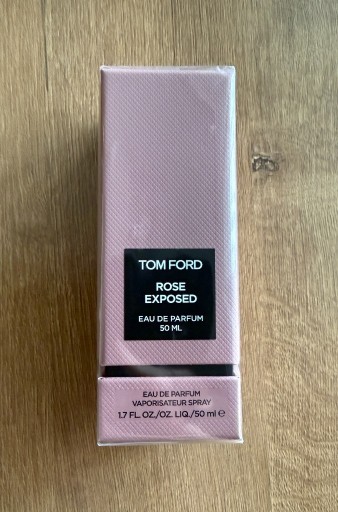 TOM FORD
ROSE
EXPOSED
EAU DE PARFUM
50 ML
EAU DE PARFUM
VAPORISATEUR SPRAY
1.7 FL. OZ./OZ. LIQ./50 ml ℮